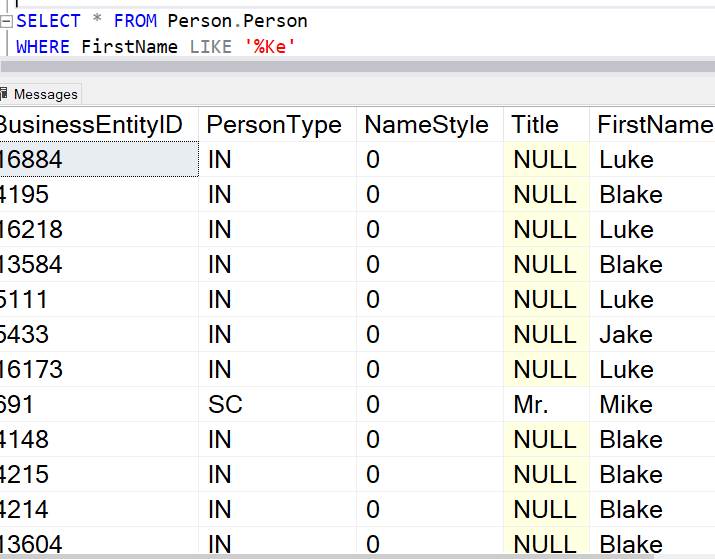 SELECT * FROM Person.Person
WHERE FirstName LIKE '%Ke'
Messages
BusinessEntityID PersonType NameStyle Title FirstName
16884 IN 0 NULL Luke
4195 IN 0 NULL Blake
16218 IN 0 NULL Luke
13584 IN 0 NULL Blake
5111 IN 0 NULL Luke
5433 IN 0 NULL Jake
16173 IN 0 NULL Luke
691 SC 0 Mr. Mike
4148 IN 0 NULL Blake
4215 IN 0 NULL Blake
4214 IN 0 NULL Blake
13604 IN 0 NULL Blake